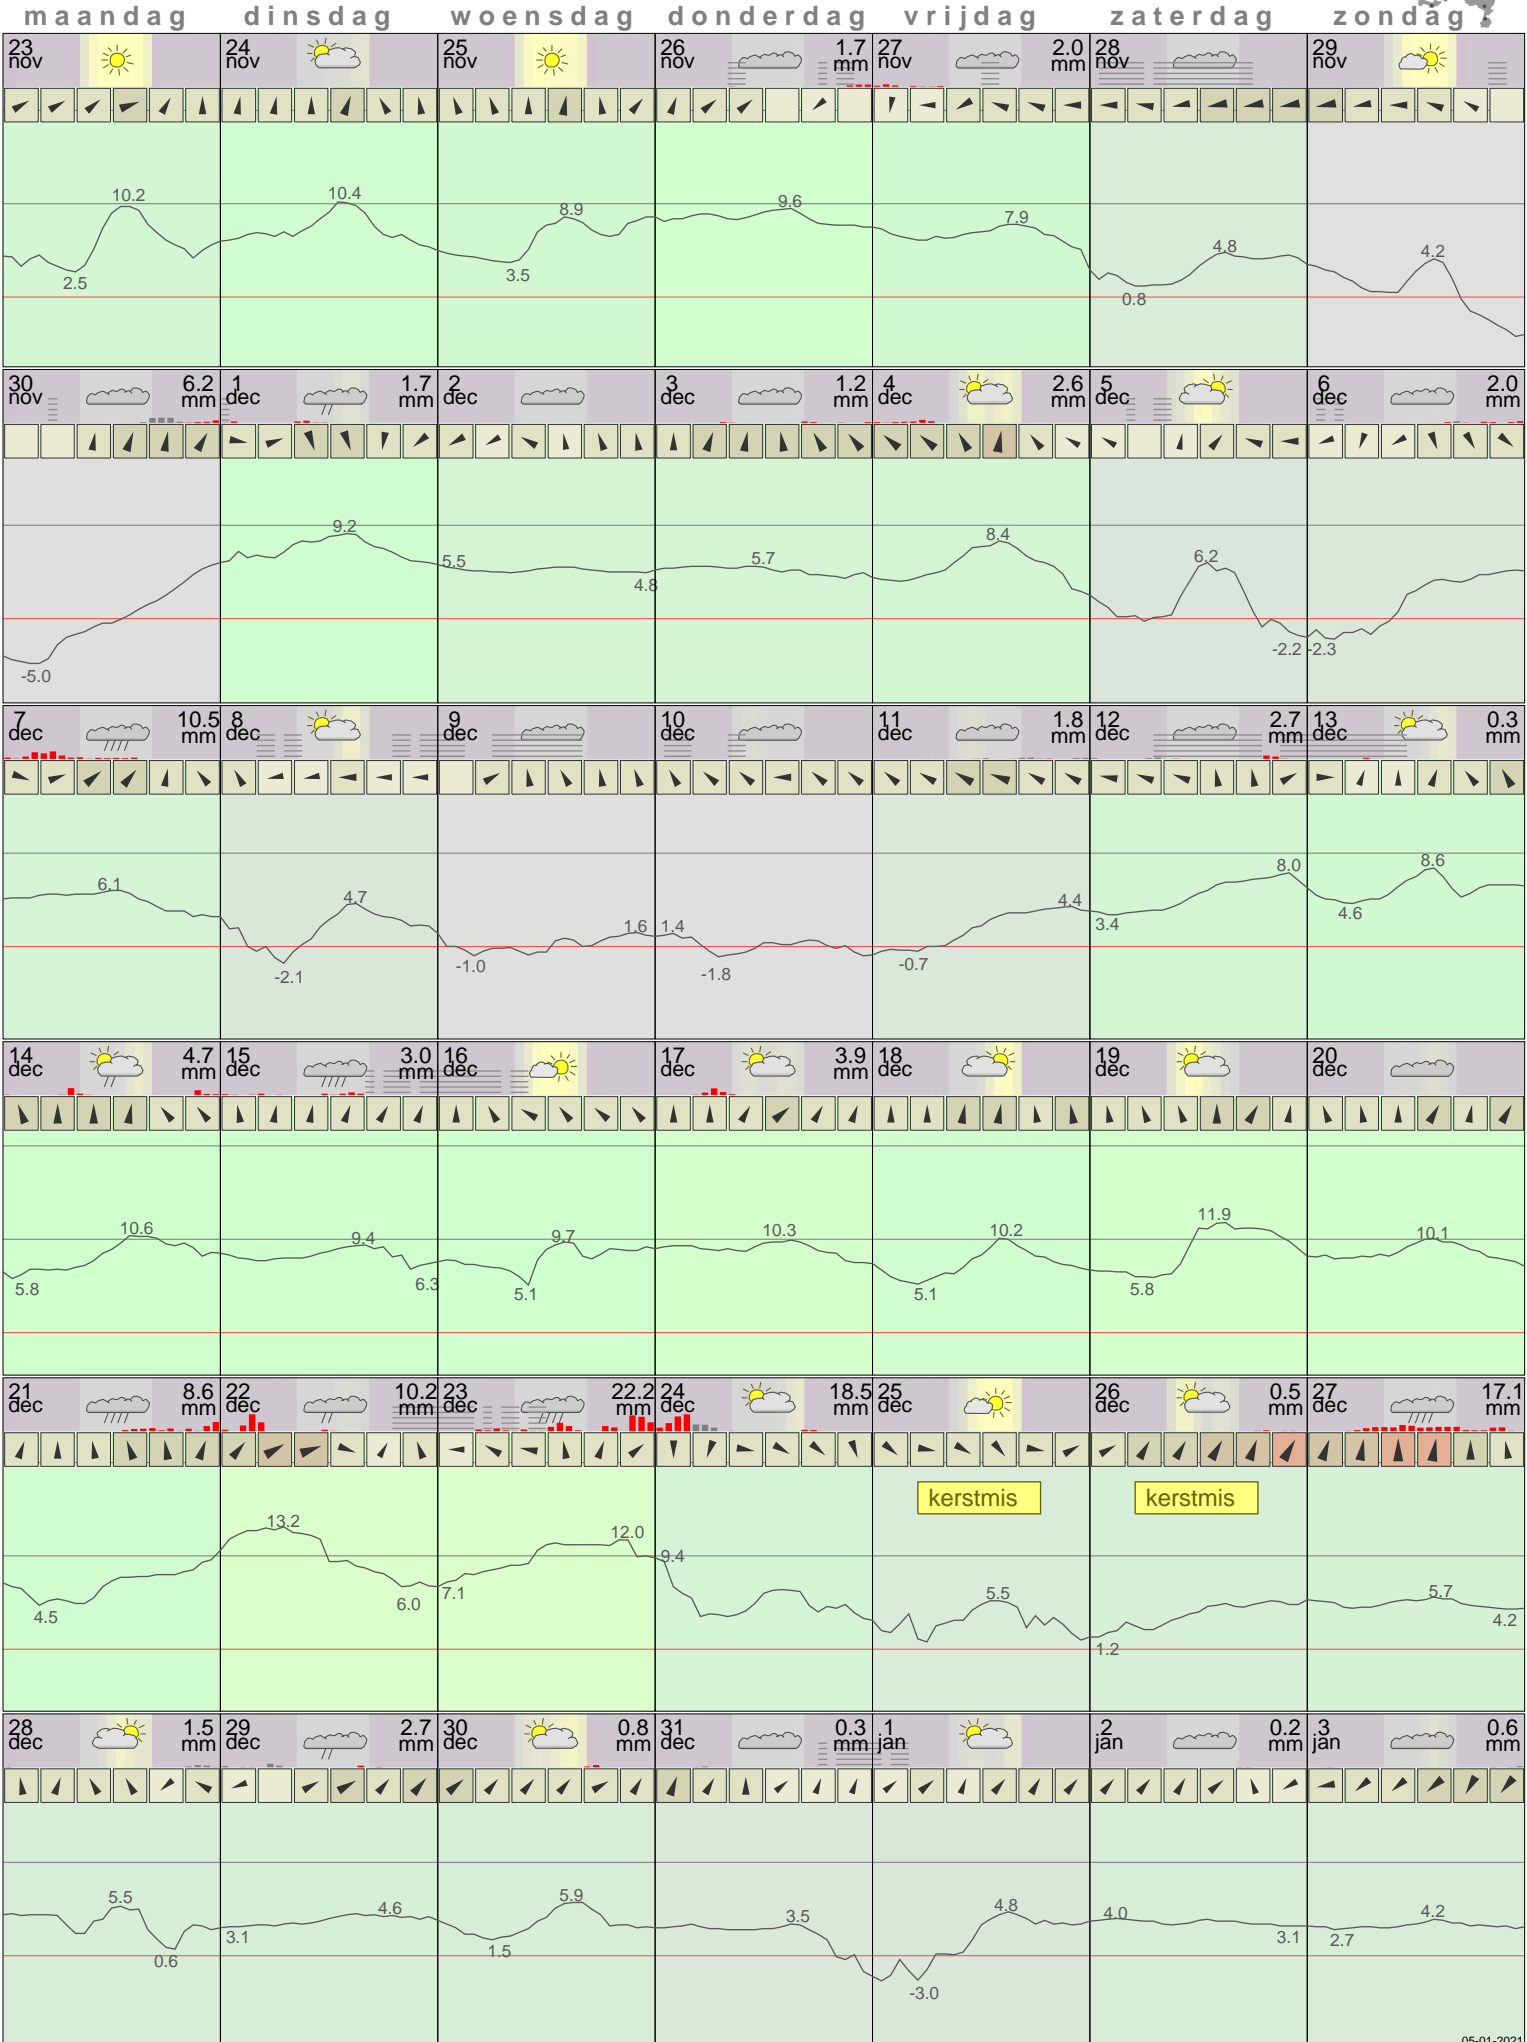 maandag dinsdag woensdag donderdag vrijdag zaterdag zondag
23 24 25 26 1.7 27 2.0 28 29
nov nov nov nov mm nov mm nov nov
10.2 10.4 8.9 9.6 7.9 4.8 4.2
2.5 3.5 0.8
30 6.2 1 1.7 2 3 1.2 4 2.6 5 6 2.0
nov mm dec mm dec dec mm dec mm dec dec mm
9.2 5.5 4.8 5.7 8.4 6.2
-5.0 -2.2 -2.3
7 10.5 8 9 10 11 1.8 12 2.7 13 0.3
dec mm dec dec dec dec mm dec mm dec mm
6.1 4.7 1.6 1.4 4.4 3.4 8.0 8.6
-2.1 -1.0 -1.8 -0.7 4.6
14 4.7 15 3.0 16 17 3.9 18 19 20
dec mm dec mm dec dec mm dec dec dec
10.6 9.4 9.7 10.3 10.2 11.9 10.1
5.8 6.3 5.1 5.1 5.8
21 8.6 22 10.2 23 22.2 24 18.5 25 26 0.5 27 17.1
dec mm dec mm dec mm dec mm dec dec mm dec mm
kerstmis kerstmis
13.2 12.0 9.4 5.5 5.7
4.5 6.0 7.1 1.2 4.2
28 1.5 29 2.7 30 0.8 31 0.3 1 2 0.2 3 0.6
dec mm dec mm dec mm dec mm jan jan mm jan mm
5.5 4.6 5.9 3.5 4.8 4.0 4.2
0.6 3.1 1.5 -3.0 3.1 2.7
05-01-2021